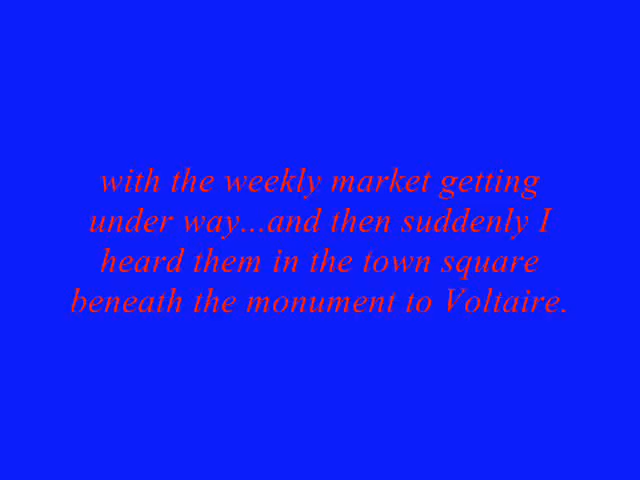 with the weekly market getting
under way...and then suddenly I
heard them in the town square
beneath the monument to Voltaire.